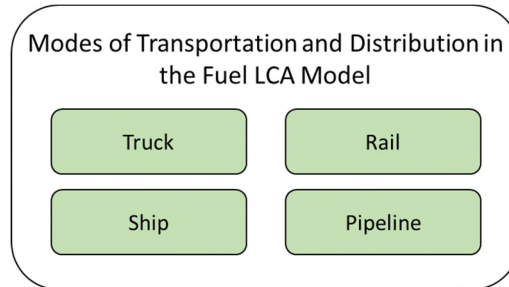 Modes of Transportation and Distribution in
the Fuel LCA Model
Truck
Rail
Ship
Pipeline